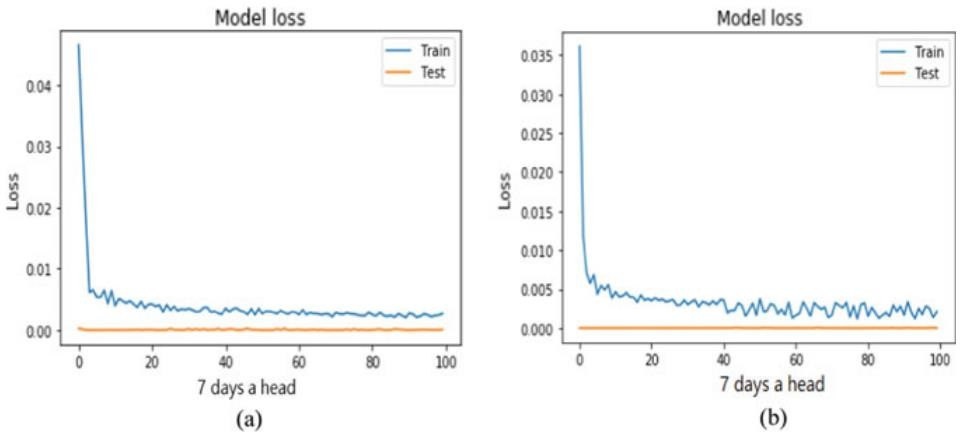 Model loss
Train
Test
0.04
0.03
0.02
0.01
0.00
Loss
0 20 40 60 80 100
7 days a head
(a)
Model loss
Train
Test
0.035
0.030
0.025
0.020
0.015
0.010
0.005
0.000
Loss
0 20 40 60 80 100
7 days a head
(b)